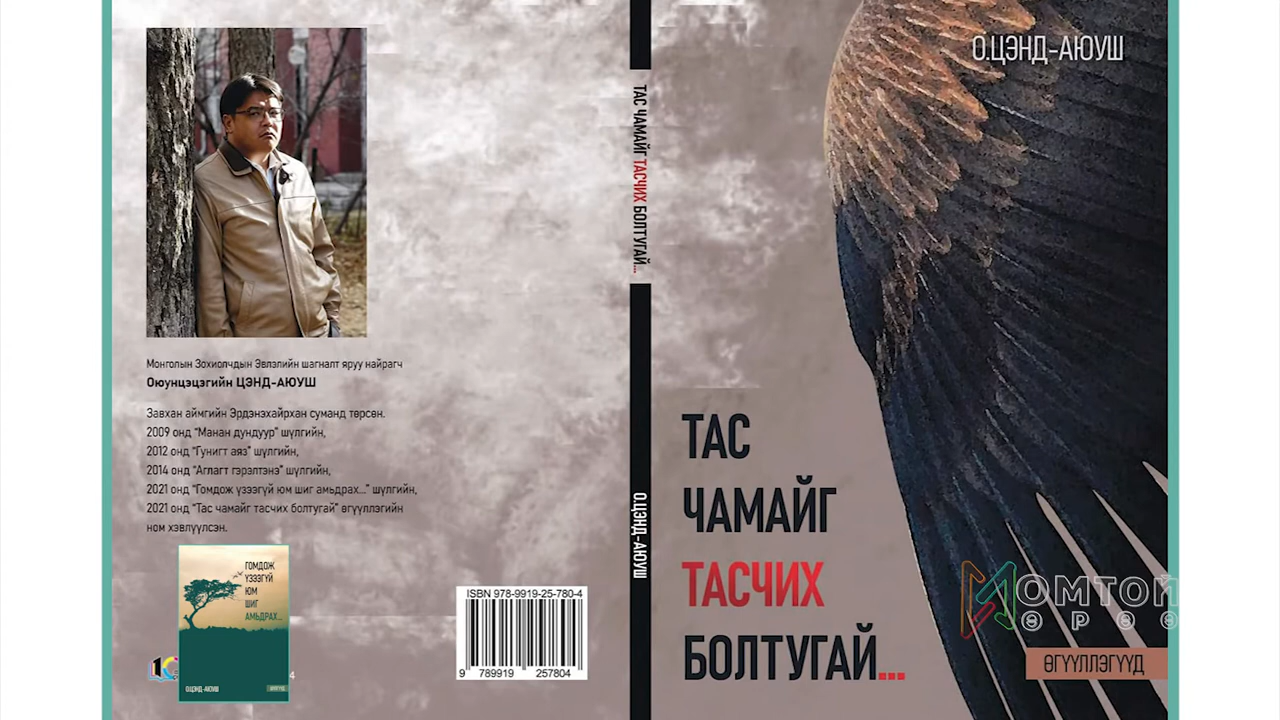 Монголын Зохиолчдын Эвлэлийн шагналт яруу найрагч
Оюунцэцэгийн ЦЭНД-АЮУШ
Завхан аймгийн Эрдэнэхайрхан суманд төрсөн.
2009 онд “Манан дундуур” шүлгийн,
2012 онд “Гунигт аяз” шүлгийн,
2014 онд “Аглагт гэрэлтэнэ” шүлгийн,
2021 онд “Гомдож үзээгүй юм шиг амьдрах...” шүлгийн,
2021 онд “Тас чамайг тасчих болтугай” өгүүллэгийн
ном хэвлүүлсэн.
ГОМДОЖ
ҮЗЭЭГҮЙ
ЮМ
ШИГ
АМЬДРАХ...
О.ЦЭНД-АЮУШ
ISBN 978-9919-25-780-4
9 789919 257804
ТАС ЧАМАЙГ ТАСЧИХ БОЛТУГАЙ...
О.ЦЭНД-АЮУШ
О.ЦЭНД-АЮУШ
ТАС
ЧАМАЙГ
ТАСЧИХ
БОЛТУГАЙ...
НОМТОЙ
ӨРӨӨ
ӨГҮҮЛЛЭГҮҮД